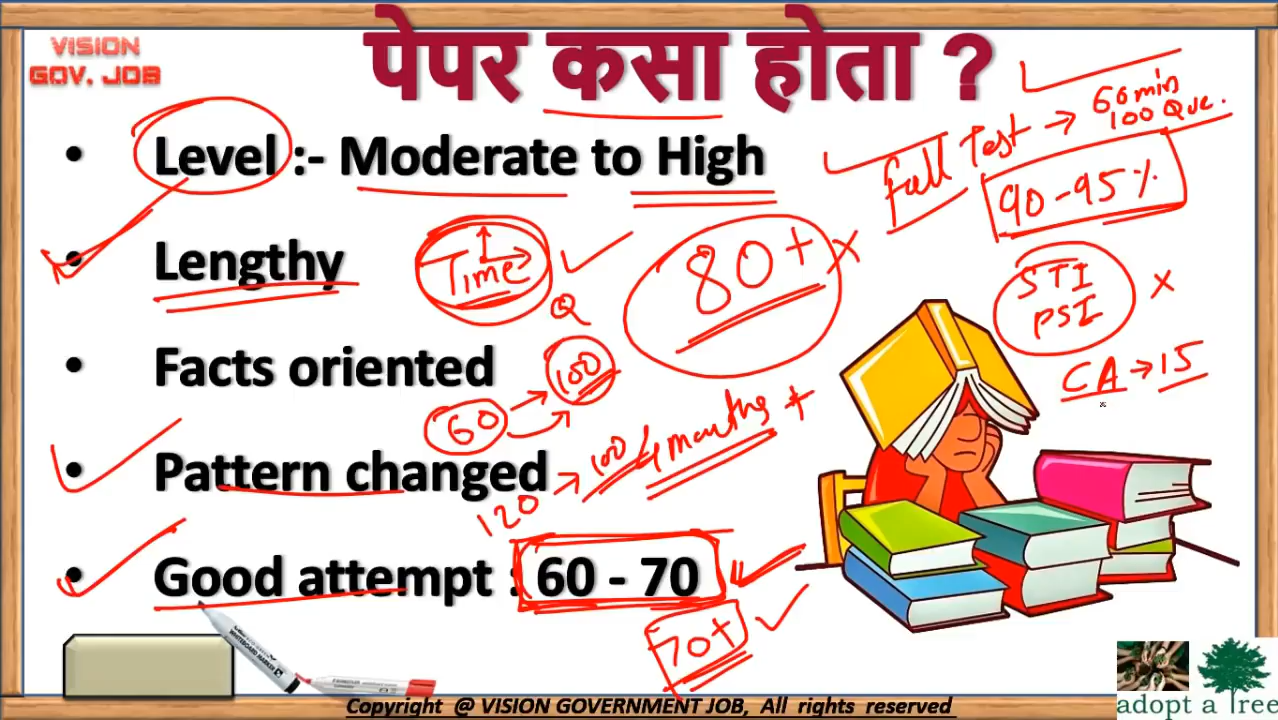 VISION
GOV. JOB
पेपर कसा होता ?
• Level :- Moderate to High
• Lengthy
• Facts oriented
• Pattern changed
• Good attempt : 60 - 70
Full Test → 60 min
100 Que.
90 - 95 %
Time
80+ x
Q
100
60
STI
PSI x
CA → 15
120 → 100 / 4 months +
70+
WHITEBOARD MARKER
Copyright @ VISION GOVERNMENT JOB, All rights reserved
adopt a Tree